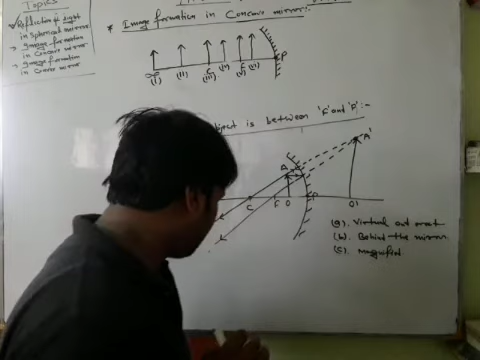 Topics
Reflection of light
in Spherical mirrors
Image formation
in Concave mirror
Image formation
in Convex mirror
* Image formation in Concave mirror:-
(i) (ii) C (iv) F P
object is between 'F' and 'P':-
A A'
C F O P O'
(a). Virtual and erect
(b). Behind the mirror
(c). Magnified